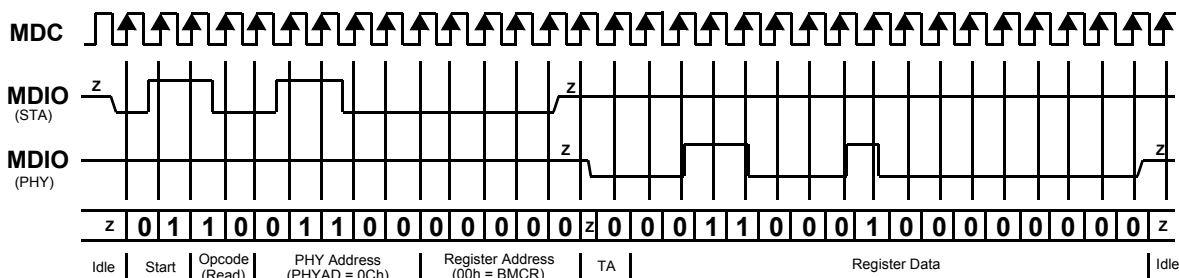 MDC
MDIO
(STA)
z
z
MDIO
(PHY)
z
z
z 0 1 1 0 0 1 1 0 0 0 0 0 0 0 z 0 0 0 1 1 0 0 0 1 0 0 0 0 0 0 0 0 z
Idle
Start
Opcode
(Read)
PHY Address
(PHYAD = 0Ch)
Register Address
(00h = BMCR)
TA
Register Data
Idle